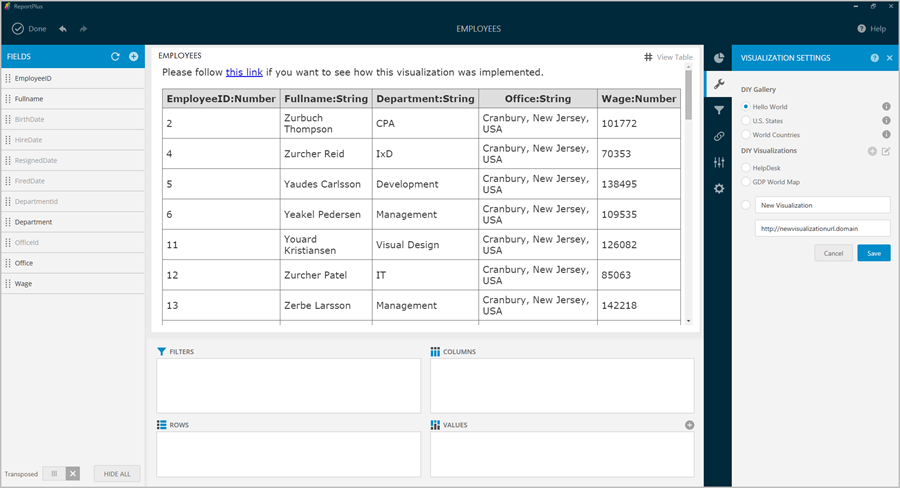 ReportPlus
Done
EMPLOYEES
Help
FIELDS
EmployeeID
Fullname
BirthDate
HireDate
ResignedDate
FiredDate
DepartmentId
Department
OfficeId
Office
Wage
Transposed
HIDE ALL
EMPLOYEES
View Table
Please follow this link if you want to see how this visualization was implemented.
EmployeeID:Number Fullname:String Department:String Office:String Wage:Number
2 Zurbuch Thompson CPA Cranbury, New Jersey, USA 101772
4 Zurcher Reid IxD Cranbury, New Jersey, USA 70353
5 Yaudes Carlsson Development Cranbury, New Jersey, USA 138495
6 Yeakel Pedersen Management Cranbury, New Jersey, USA 109535
11 Youard Kristiansen Visual Design Cranbury, New Jersey, USA 126082
12 Zurcher Patel IT Cranbury, New Jersey, USA 85063
13 Zerbe Larsson Management Cranbury, New Jersey, USA 142218
FILTERS
COLUMNS
ROWS
VALUES
VISUALIZATION SETTINGS
DIY Gallery
Hello World
U.S. States
World Countries
DIY Visualizations
HelpDesk
GDP World Map
New Visualization
http://newvisualizationurl.domain
Cancel
Save